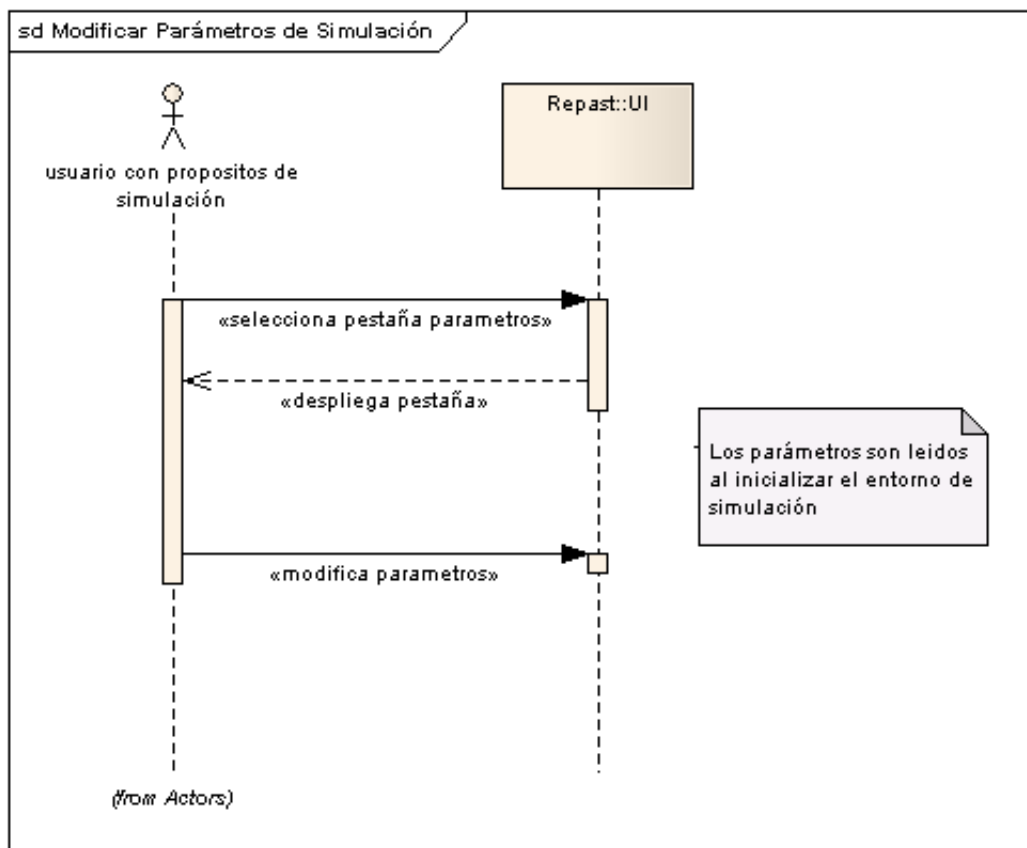 sd Modificar Parámetros de Simulación
usuario con propositos de
simulación
Repast::UI
«selecciona pestaña parametros»
«despliega pestaña»
Los parámetros son leidos
al inicializar el entorno de
simulación
«modifica parametros»
(from Actors)